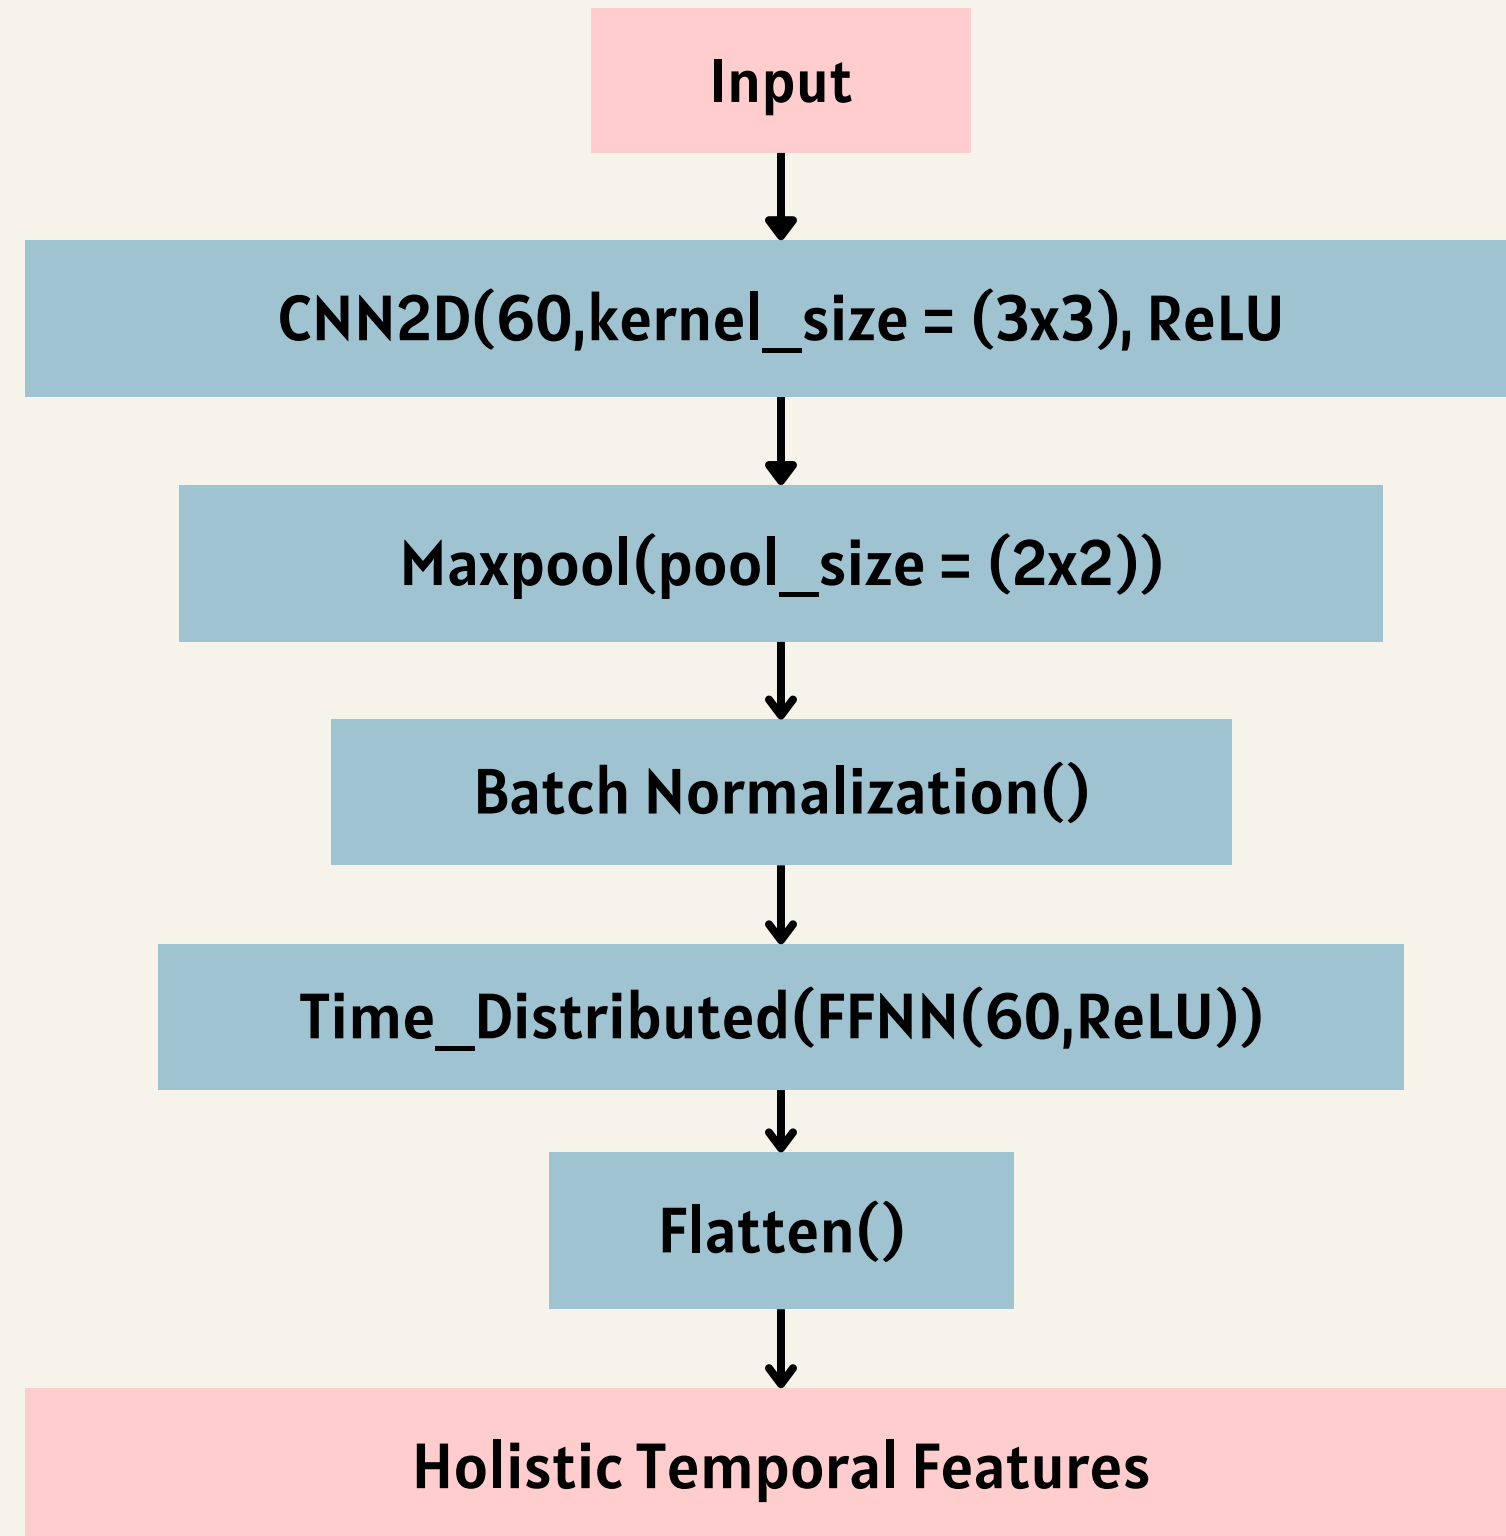 Input
CNN2D(60,kernel_size = (3x3), ReLU
Maxpool(pool_size = (2x2))
Batch Normalization()
Time_Distributed(FFNN(60,ReLU))
Flatten()
Holistic Temporal Features